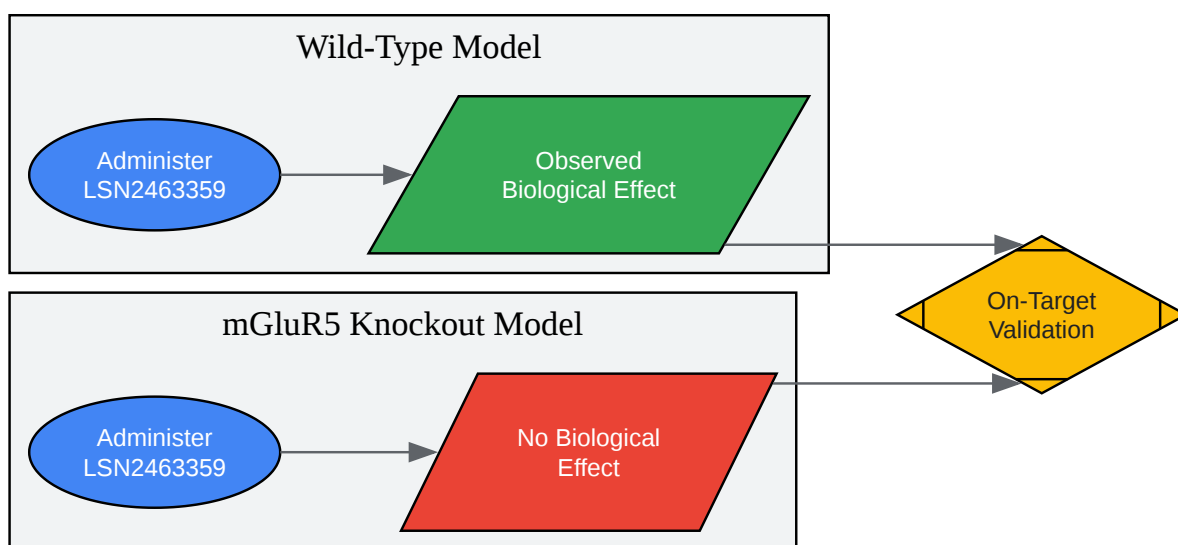 Wild-Type Model
Administer
LSN2463359
Observed
Biological Effect
On-Target
Validation
mGluR5 Knockout Model
Administer
LSN2463359
No Biological
Effect